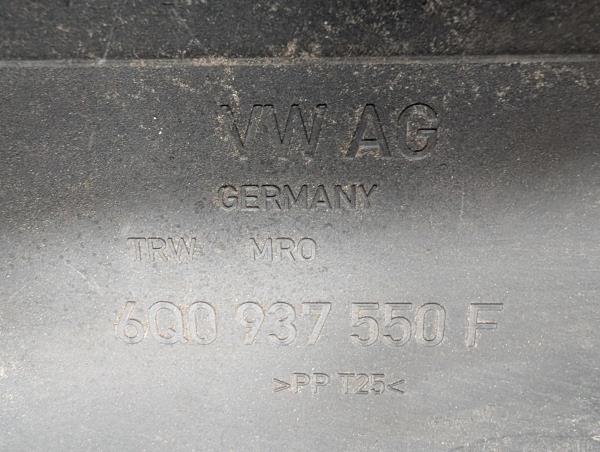 VW AG
GERMANY
TRW MRO
6Q0 937 550 F
>PP T25<